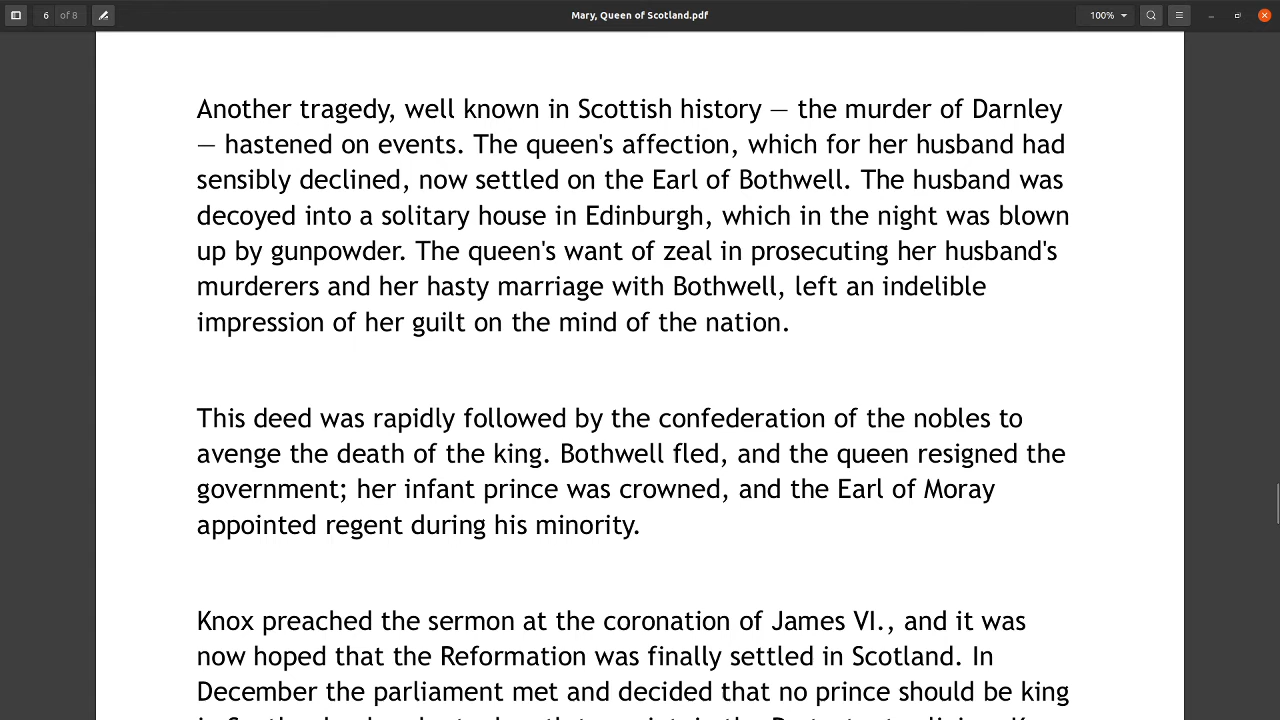 6 of 8
Mary, Queen of Scotland.pdf
100%
Another tragedy, well known in Scottish history — the murder of Darnley
— hastened on events. The queen's affection, which for her husband had
sensibly declined, now settled on the Earl of Bothwell. The husband was
decoyed into a solitary house in Edinburgh, which in the night was blown
up by gunpowder. The queen's want of zeal in prosecuting her husband's
murderers and her hasty marriage with Bothwell, left an indelible
impression of her guilt on the mind of the nation.
This deed was rapidly followed by the confederation of the nobles to
avenge the death of the king. Bothwell fled, and the queen resigned the
government; her infant prince was crowned, and the Earl of Moray
appointed regent during his minority.
Knox preached the sermon at the coronation of James VI., and it was
now hoped that the Reformation was finally settled in Scotland. In
December the parliament met and decided that no prince should be king